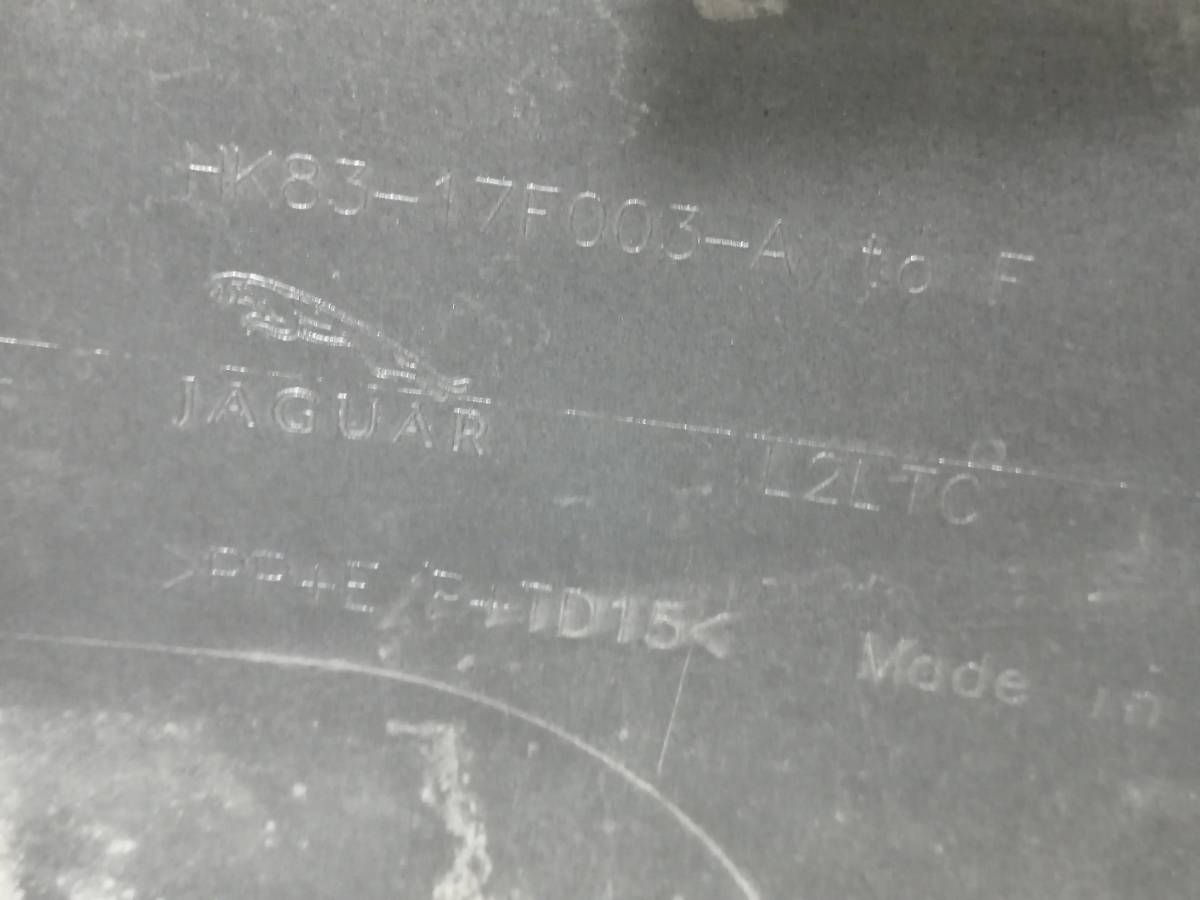 HK83-17F003-A to F
JAGUAR
L2LTC
>PP+E/P+TD15<
Made in